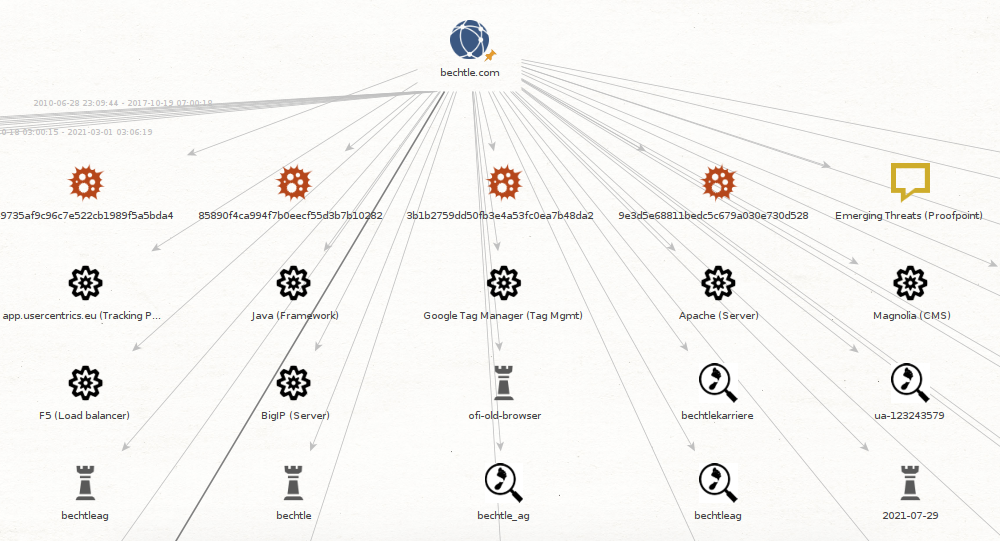 bechtle.com
2010-06-28 23:09:44 - 2017-10-19 07:00:18
0-18 03:00:15 - 2021-03-01 03:06:19
9735af9c96c7e522cb1989f5a5bda4
85890f4ca994f7b0eecf55d3b7b10282
3b1b2759dd50fb3e4a53fc0ea7b48da2
9e3d5e68811bedc5c679a030e730d528
Emerging Threats (Proofpoint)
app.usercentrics.eu (Tracking P...
Java (Framework)
Google Tag Manager (Tag Mgmt)
Apache (Server)
Magnolia (CMS)
F5 (Load balancer)
BigIP (Server)
ofi-old-browser
bechtlekarriere
ua-123243579
bechtleag
bechtle
bechtle_ag
bechtleag
2021-07-29